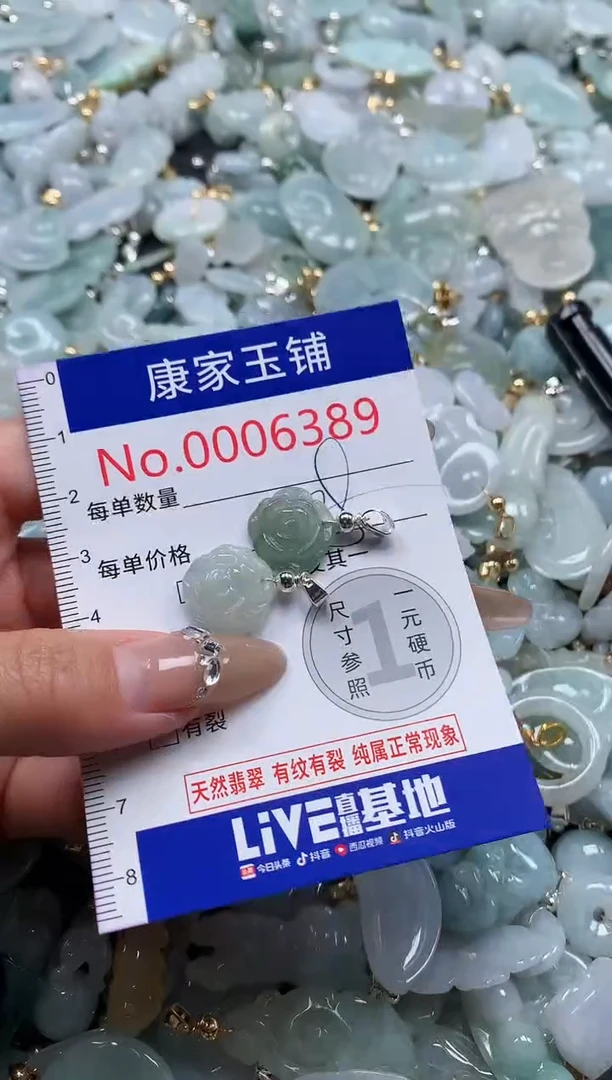 康家玉铺
No.0006389
0
1
2
每单数量
3
每单价格
其一
4
1
一元硬币
尺寸参照
有裂
天然翡翠 有纹有裂 纯属正常现象
7
LiVE直播基地
8
今日头条 抖音 西瓜视频 抖音火山版